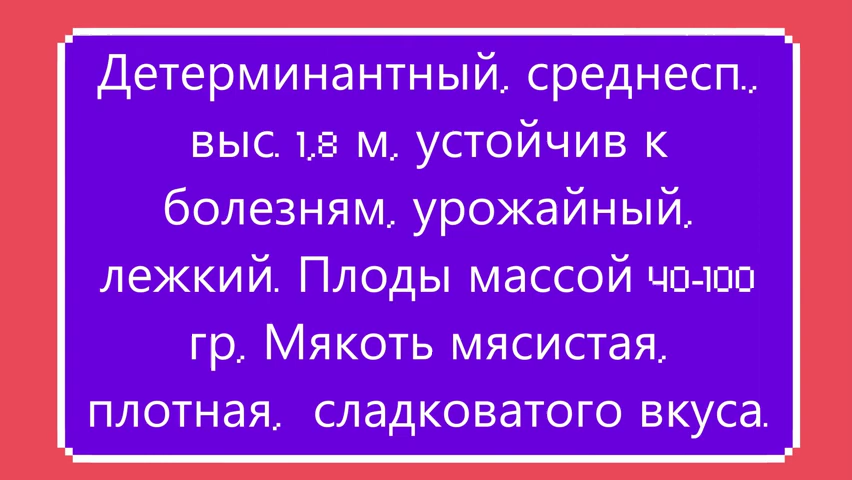 Детерминантный, среднесп.,
выс. 1,8 м, устойчив к
болезням, урожайный,
лежкий. Плоды массой 40-100
гр, Мякоть мясистая,
плотная,  сладковатого вкуса.